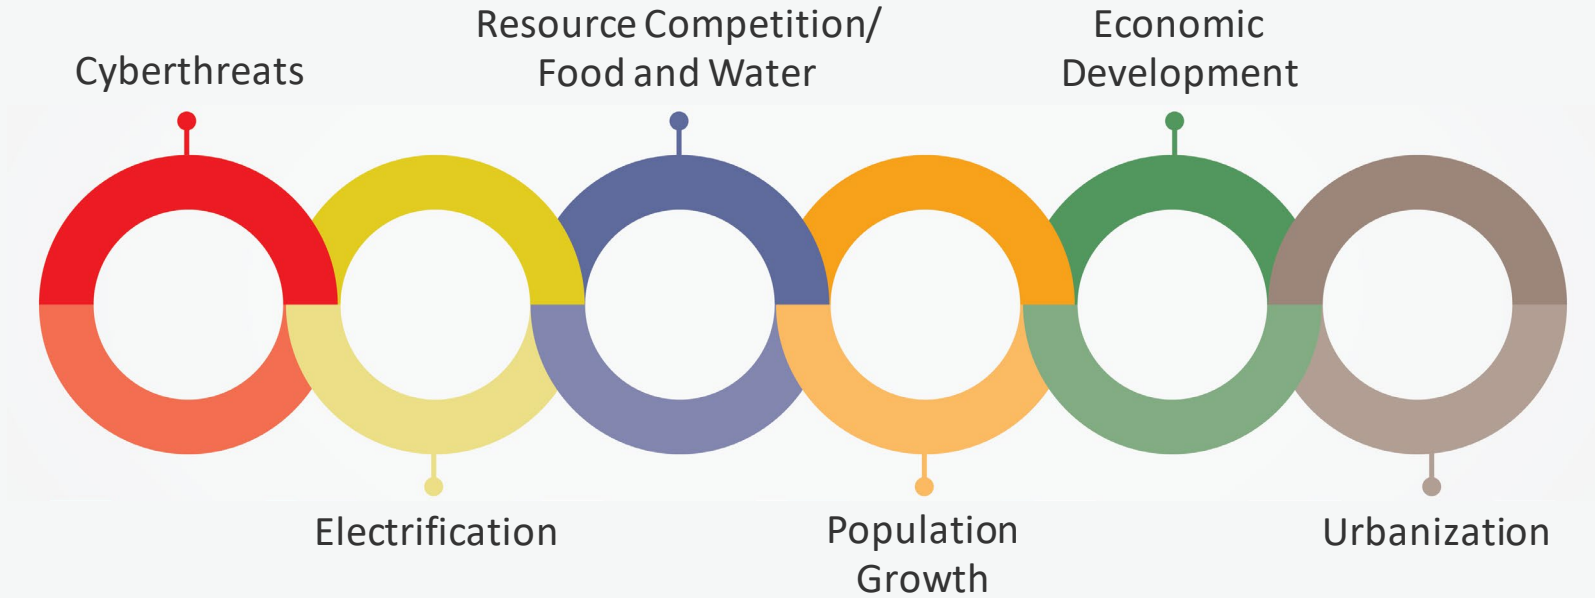 Cyberthreats
Resource Competition/
Food and Water
Economic
Development
Electrification
Population
Growth
Urbanization